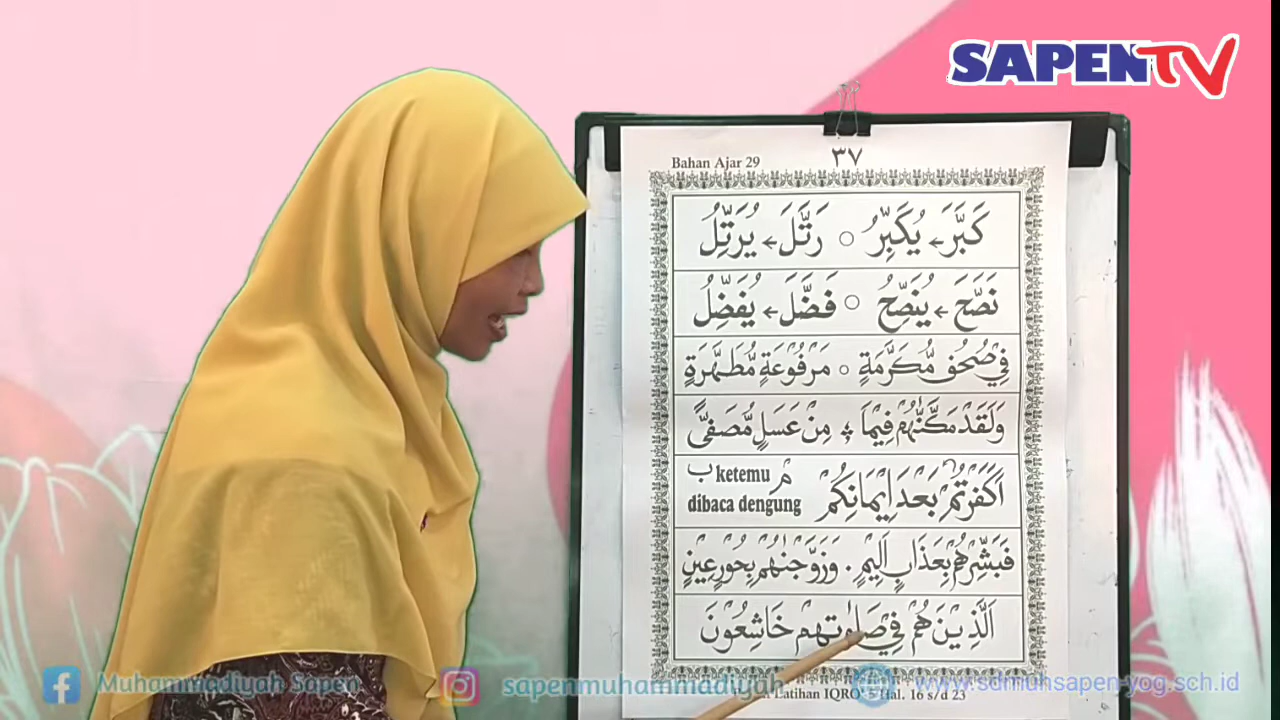 SAPENTV
Bahan Ajar 29
٣٧
كَبَّرَ ← يُكَبِّرُ ○ رَتَّلَ ← يُرَتِّلُ
نَصَّحَ ← يُنَصِّحُ ○ فَضَّلَ ← يُفَضِّلُ
فِيْ صُحُفٍ مُّكَرَّمَةٍ ○ مَرْفُوْعَةٍ مُّطَهَّرَةٍ
وَلَقَدْ مَكَّنّٰهُمْ فِيْمَا ❖ مِنْ عَسَلٍ مُّصَفًّى
اَكَفَرْتُمْ بَعْدَ اِيْمَانِكُمْ مْ ketemu ب
dibaca dengung
فَبَشِّرْهُمْ بِعَذَابٍ اَلِيْمٍ . وَزَوَّجْنٰهُمْ بِحُوْرٍ عِيْنٍ
اَلَّذِيْنَ هُمْ فِيْ صَلَوٰتِهِمْ خَاشِعُوْنَ
Latihan IQRO 5 Hal. 16 s/d 23
Muhammadiyah Sapen
sapenmuhammadiyah
www.sdmuhsapen-yog.sch.id